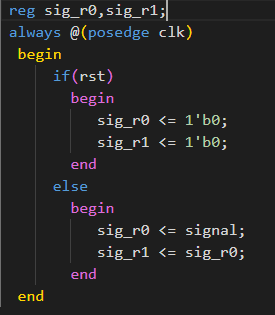 reg sig_r0,sig_r1;
always @(posedge clk)
begin
if(rst)
begin
sig_r0 <= 1'b0;
sig_r1 <= 1'b0;
end
else
begin
sig_r0 <= signal;
sig_r1 <= sig_r0;
end
end